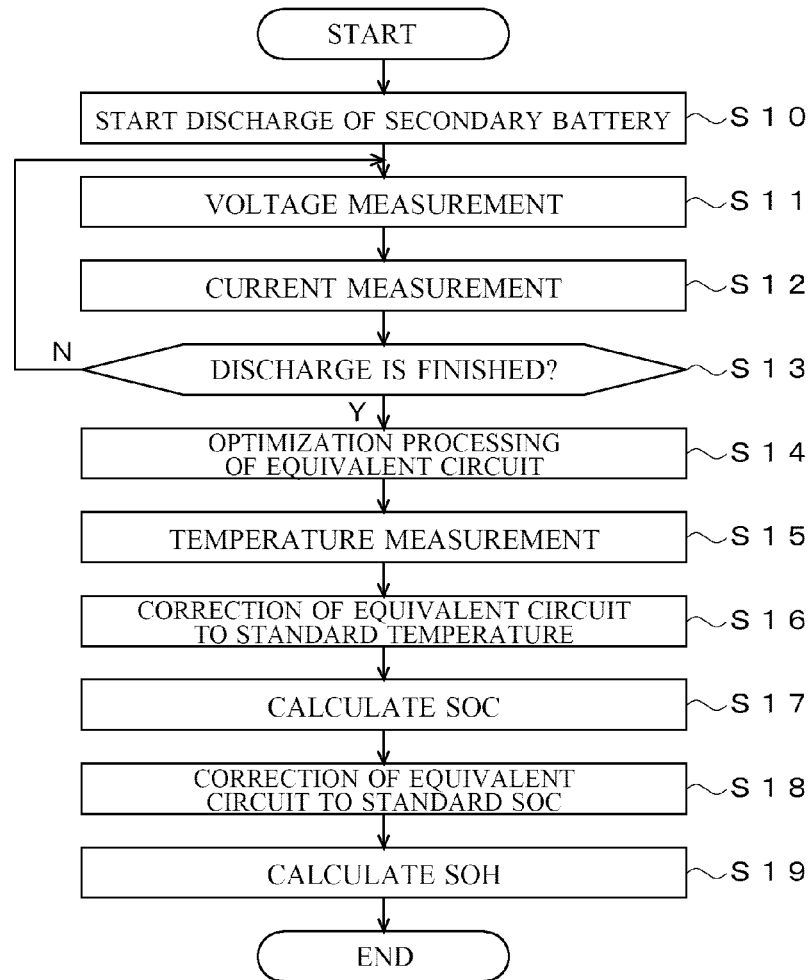 START
START DISCHARGE OF SECONDARY BATTERY S10
VOLTAGE MEASUREMENT S11
CURRENT MEASUREMENT S12
N DISCHARGE IS FINISHED? S13
Y
OPTIMIZATION PROCESSING
OF EQUIVALENT CIRCUIT S14
TEMPERATURE MEASUREMENT S15
CORRECTION OF EQUIVALENT CIRCUIT
TO STANDARD TEMPERATURE S16
CALCULATE SOC S17
CORRECTION OF EQUIVALENT
CIRCUIT TO STANDARD SOC S18
CALCULATE SOH S19
END